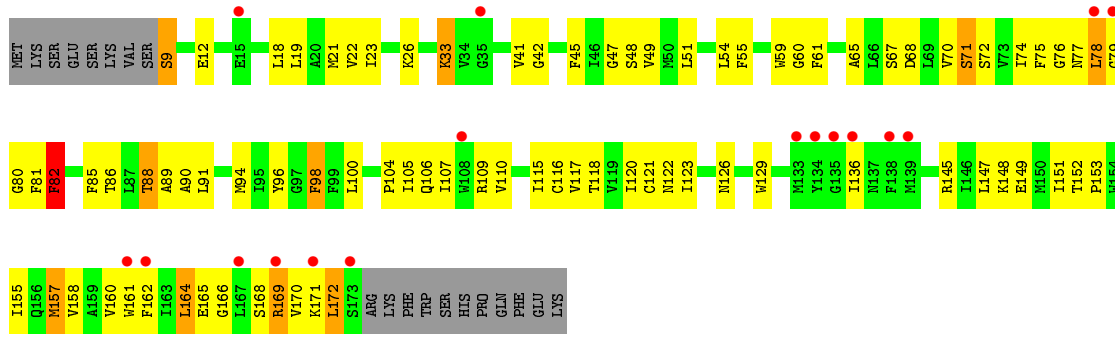 MET LYS SER GLU SER LYS VAL SER S9 E12 E15 L18 L19 A20 M21 V22 I23 K26 K33 V34 G35 V41 G42 F45 I46 G47 S48 V49 M50 L51 L54 F55 W59 G60 F61 A65 L66 S67 D68 L69 V70 S71 S72 V73 I74 F75 G76 N77 L78
G80 F81 F82 F85 T86 L87 T88 A89 A90 L91 M94 I95 Y96 G97 F98 F99 L100 P104 I105 Q106 I107 W108 R109 V110 I115 C116 V117 T118 V119 I120 C121 N122 I123 N126 W129 M133 Y134 G135 I136 N137 F138 M139 R145 I146 L147 K148 E149 M150 I151 T152 P153 W154
I155 Q156 M157 V158 A159 V160 W161 F162 I163 L164 E165 G166 L167 S168 R169 V170 K171 L172 S173 ARG LYS PHE TRP SER HIS PRO GLN PHE GLU LYS